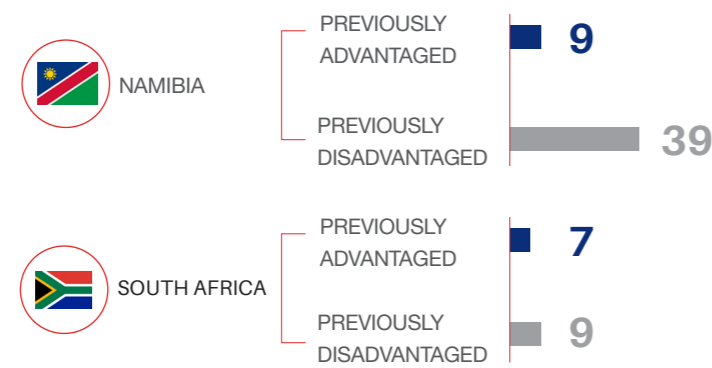 NAMIBIA
PREVIOUSLY
ADVANTAGED
9
PREVIOUSLY
DISADVANTAGED
39
SOUTH AFRICA
PREVIOUSLY
ADVANTAGED
7
PREVIOUSLY
DISADVANTAGED
9